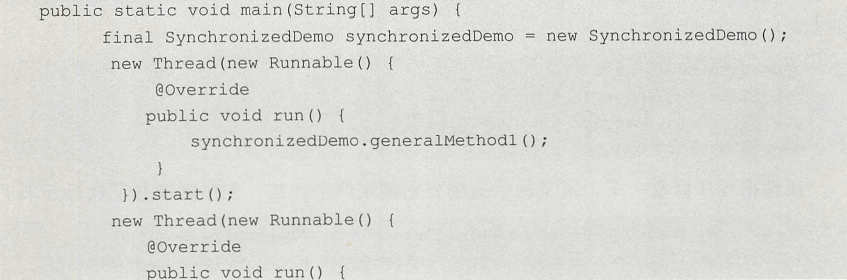 public static void main(String[] args) {
final SynchronizedDemo synchronizedDemo = new SynchronizedDemo();
new Thread(new Runnable() {
@Override
public void run() {
synchronizedDemo.generalMethod1();
}
}).start();
new Thread(new Runnable() {
@Override
public void run() {